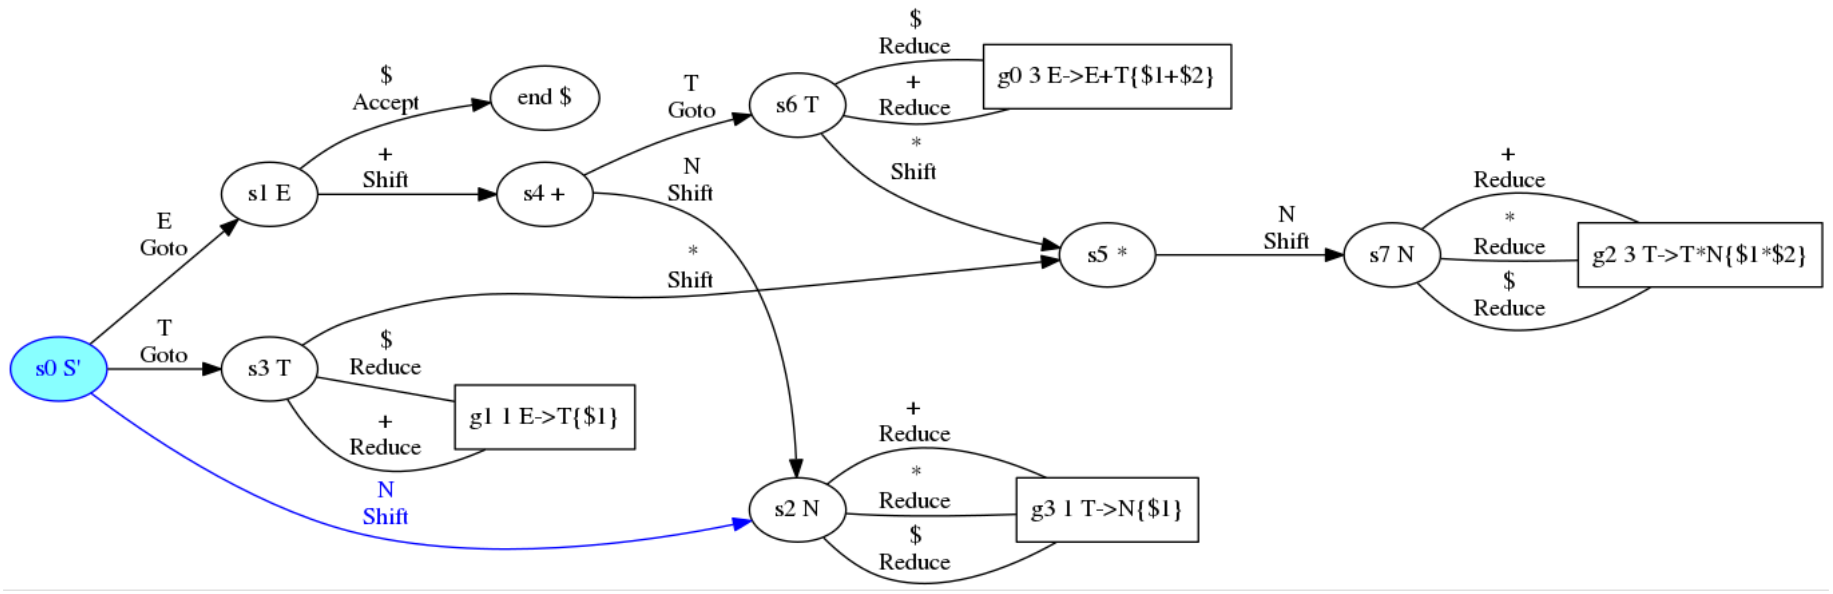 $
Reduce
+
Reduce
*
Shift
g0 3 E->E+T{$1+$2}
s6 T
T
Goto
$
Accept
end $
+
Shift
s1 E
s4 +
N
Shift
E
Goto
*
Shift
s5 *
N
Shift
s7 N
+
Reduce
*
Reduce
$
Reduce
g2 3 T->T*N{$1*$2}
s0 S'
T
Goto
s3 T
$
Reduce
+
Reduce
g1 1 E->T{$1}
N
Shift
s2 N
+
Reduce
*
Reduce
$
Reduce
g3 1 T->N{$1}